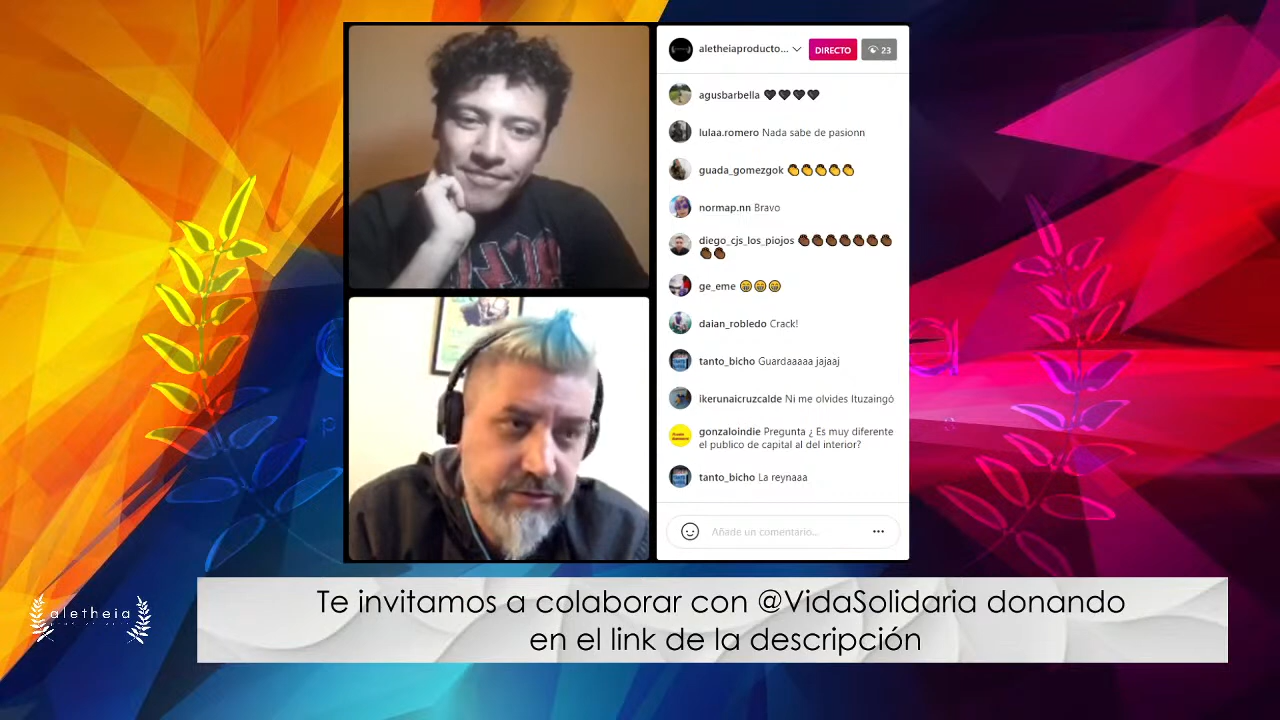 aletheiaproducto...
DIRECTO
23
agusbarbella
lulaa.romero Nada sabe de pasionn
guada_gomezgok
normap.nn Bravo
diego_cjs_los_piojos
ge_eme
daian_robledo Crack!
tanto_bicho Guardaaaaa jajaaj
ikerunaicruzcalde Ni me olvides Ituzaingó
gonzaloindie Pregunta ¿ Es muy diferente
el publico de capital al del interior?
tanto_bicho La reynaaa
Añade un comentario...
Te invitamos a colaborar con @VidaSolidaria donando
en el link de la descripción
aletheia